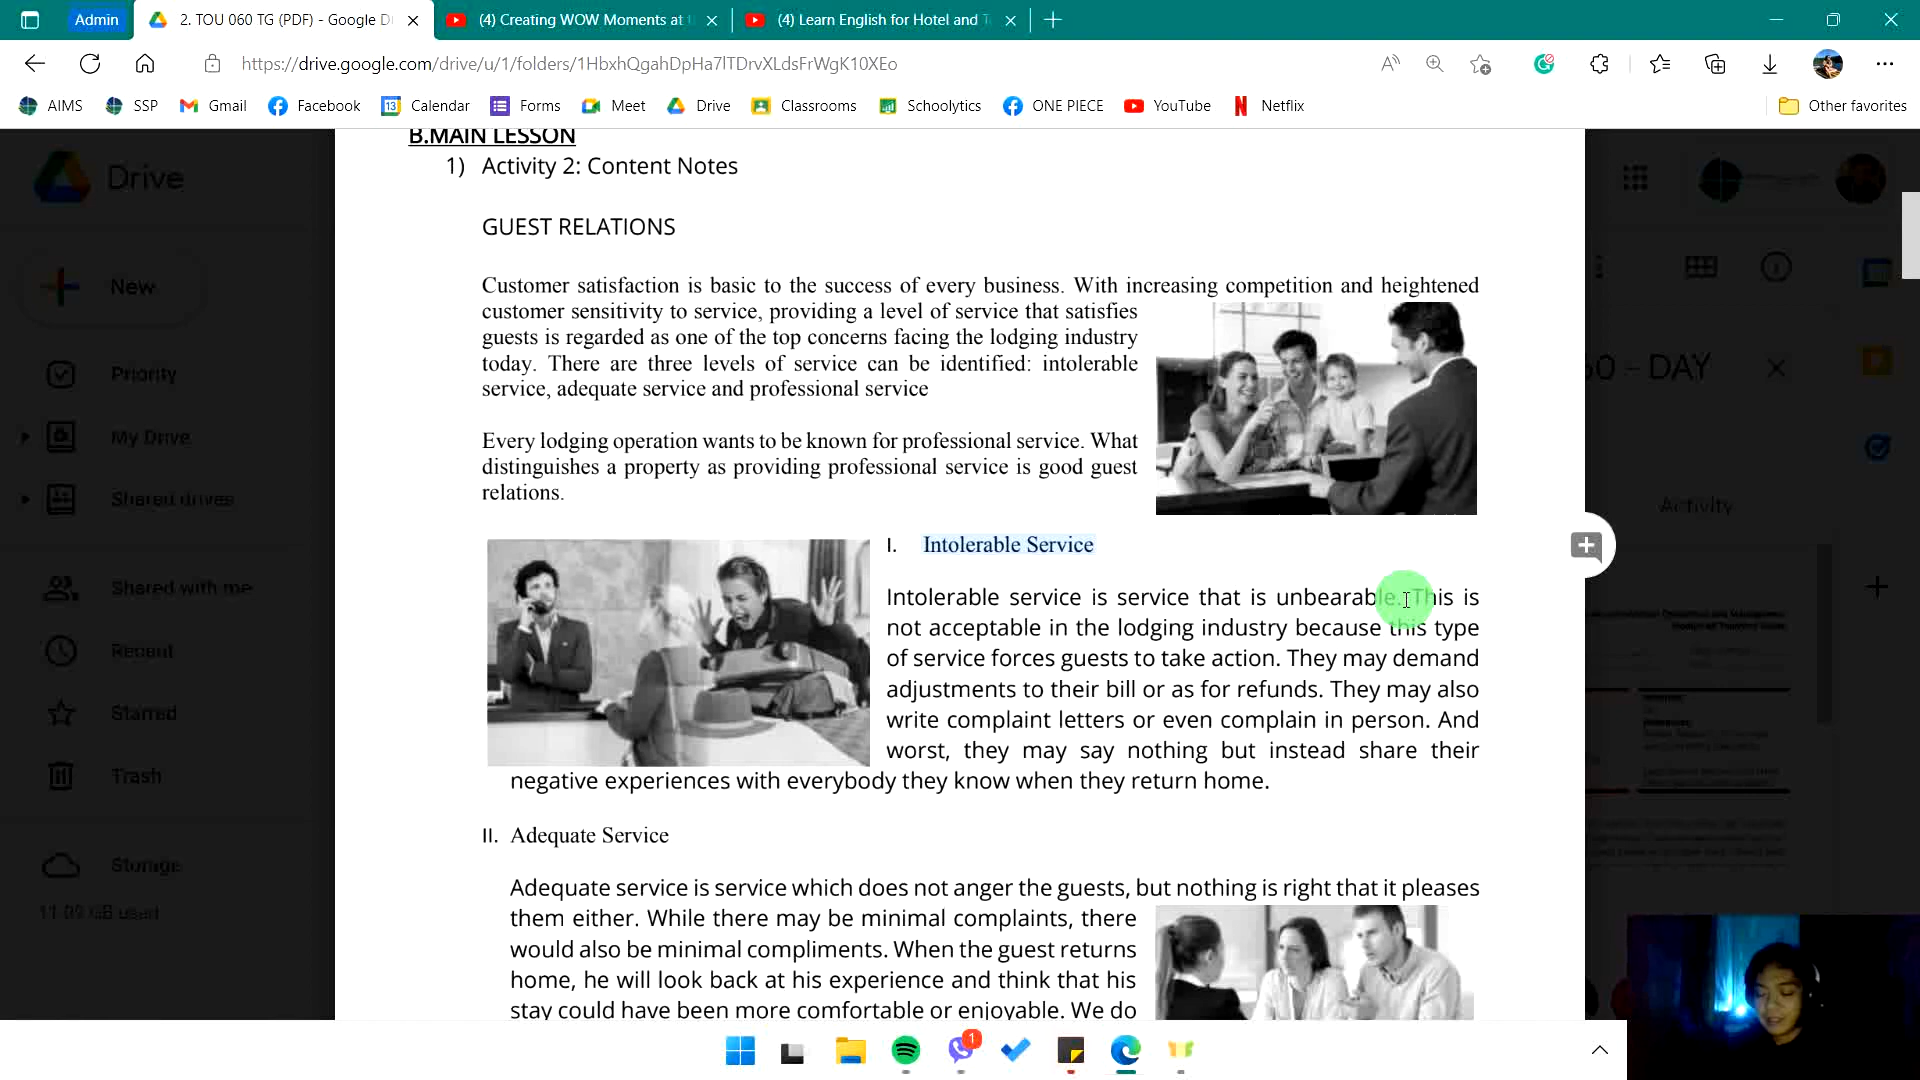 Admin
2. TOU 060 TG (PDF) - Google D
(4) Creating WOW Moments at
(4) Learn English for Hotel and T
https://drive.google.com/drive/u/1/folders/1HbxhQgahDpHa7lTDrvXLdsFrWgK10XEo
AIMS SSP Gmail Facebook Calendar Forms Meet Drive Classrooms Schoolytics ONE PIECE YouTube Netflix Other favorites
Drive
New
Priority
My Drive
Shared drives
Shared with me
Recent
Starred
Trash
Storage
11.09 GB used
B.MAIN LESSON
1) Activity 2: Content Notes
GUEST RELATIONS
Customer satisfaction is basic to the success of every business. With increasing competition and heightened
customer sensitivity to service, providing a level of service that satisfies
guests is regarded as one of the top concerns facing the lodging industry
today. There are three levels of service can be identified: intolerable
service, adequate service and professional service
Every lodging operation wants to be known for professional service. What
distinguishes a property as providing professional service is good guest
relations.
I. Intolerable Service
Intolerable service is service that is unbearable. This is
not acceptable in the lodging industry because this type
of service forces guests to take action. They may demand
adjustments to their bill or as for refunds. They may also
write complaint letters or even complain in person. And
worst, they may say nothing but instead share their
negative experiences with everybody they know when they return home.
II. Adequate Service
Adequate service is service which does not anger the guests, but nothing is right that it pleases
them either. While there may be minimal complaints, there
would also be minimal compliments. When the guest returns
home, he will look back at his experience and think that his
stay could have been more comfortable or enjoyable. We do
60 - DAY
Activity
1